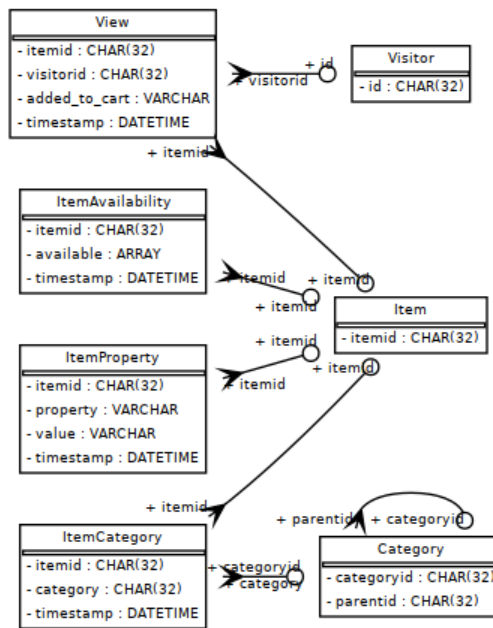 View
- itemid : CHAR(32)
- visitorid : CHAR(32)
- added_to_cart : VARCHAR
- timestamp : DATETIME
+ id
+ visitorid
Visitor
- id : CHAR(32)
+ itemid
ItemAvailability
- itemid : CHAR(32)
- available : ARRAY
- timestamp : DATETIME
+ itemid
+ itemid
+ itemid
Item
- itemid : CHAR(32)
ItemProperty
- itemid : CHAR(32)
- property : VARCHAR
- value : VARCHAR
- timestamp : DATETIME
+ itemid
+ itemid
+ itemid
+ itemid
ItemCategory
- itemid : CHAR(32)
- category : CHAR(32)
- timestamp : DATETIME
+ categoryid
+ category
+ parentid
+ categoryid
Category
- categoryid : CHAR(32)
- parentid : CHAR(32)